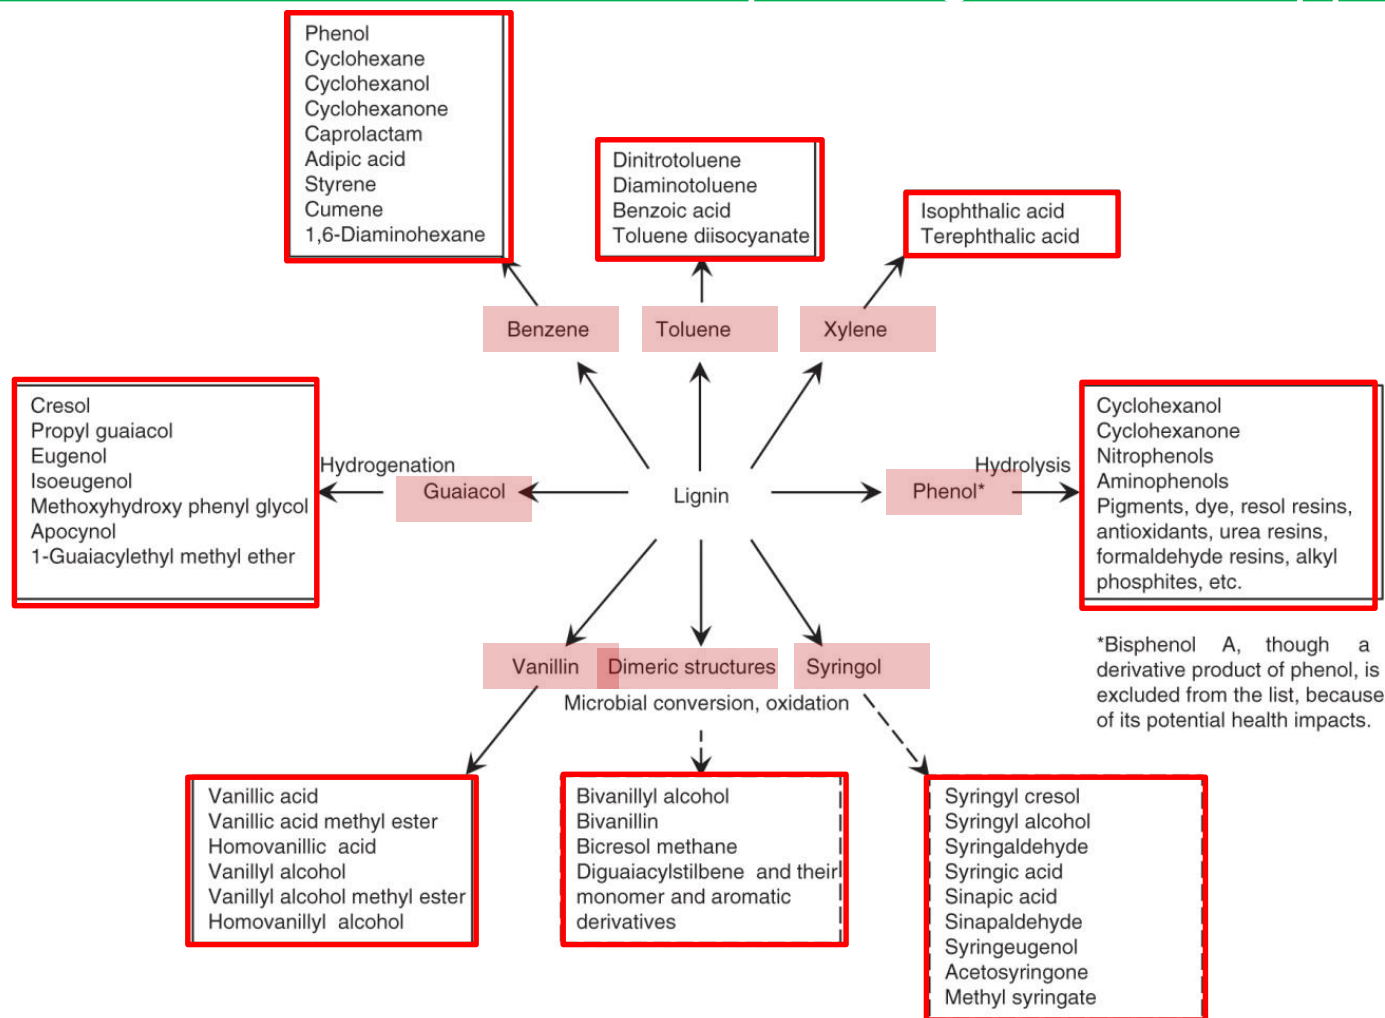 Phenol
Cyclohexane
Cyclohexanol
Cyclohexanone
Caprolactam
Adipic acid
Styrene
Cumene
1,6-Diaminohexane
Dinitrotoluene
Diaminotoluene
Benzoic acid
Toluene diisocyanate
Isophthalic acid
Terephthalic acid
Benzene
Toluene
Xylene
Cresol
Propyl guaiacol
Eugenol
Isoeugenol
Methoxyhydroxy phenyl glycol
Apocynol
1-Guaiacylethyl methyl ether
Hydrogenation
Guaiacol
Lignin
Phenol*
Hydrolysis
Cyclohexanol
Cyclohexanone
Nitrophenols
Aminophenols
Pigments, dye, resol resins,
antioxidants, urea resins,
formaldehyde resins, alkyl
phosphites, etc.
*Bisphenol A, though a
derivative product of phenol, is
excluded from the list, because
of its potential health impacts.
Vanillin
Dimeric structures
Syringol
Microbial conversion, oxidation
Vanillic acid
Vanillic acid methyl ester
Homovanillic acid
Vanillyl alcohol
Vanillyl alcohol methyl ester
Homovanillyl alcohol
Bivanillyl alcohol
Bivanillin
Bicresol methane
Diguaiacylstilbene and their
monomer and aromatic
derivatives
Syringyl cresol
Syringyl alcohol
Syringaldehyde
Syringic acid
Sinapic acid
Sinapaldehyde
Syringeugenol
Acetosyringone
Methyl syringate